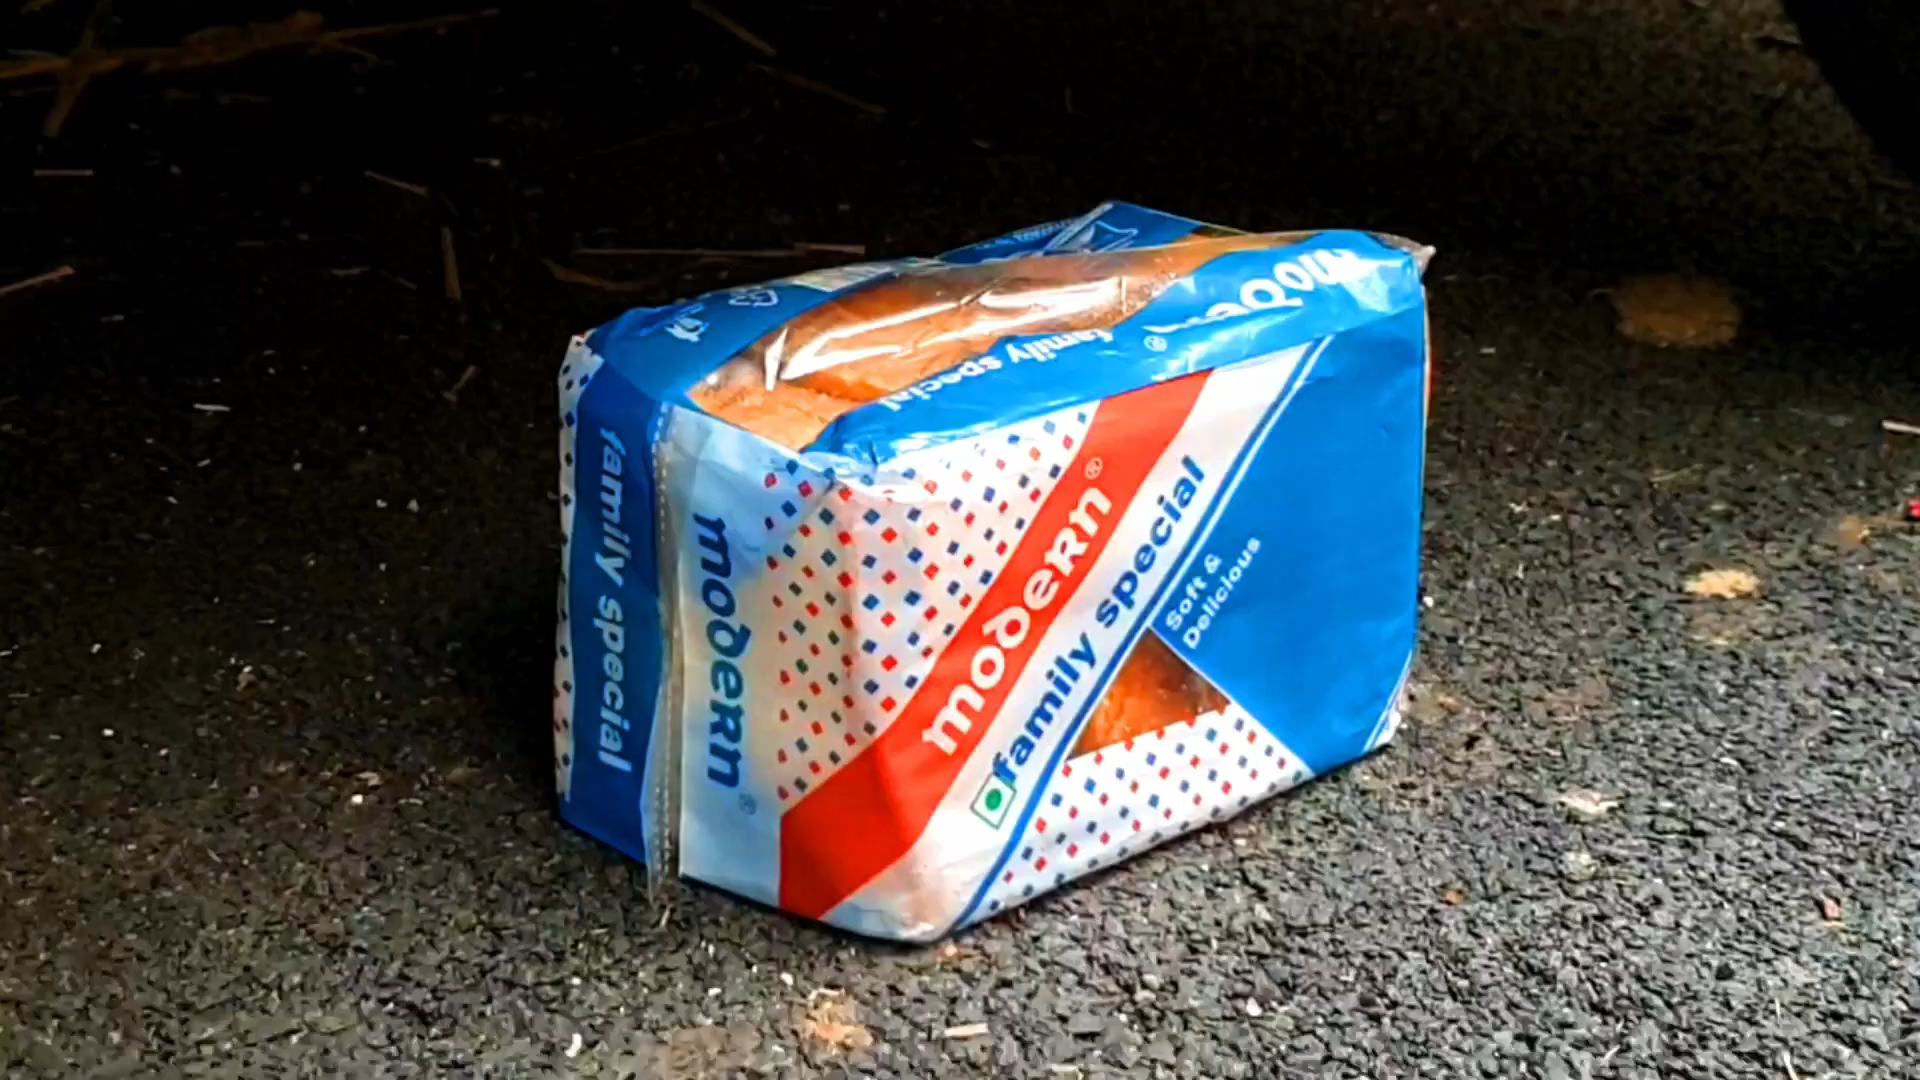 modern®
family special
®
family special
modern®
modern®
family special
Soft &
Delicious